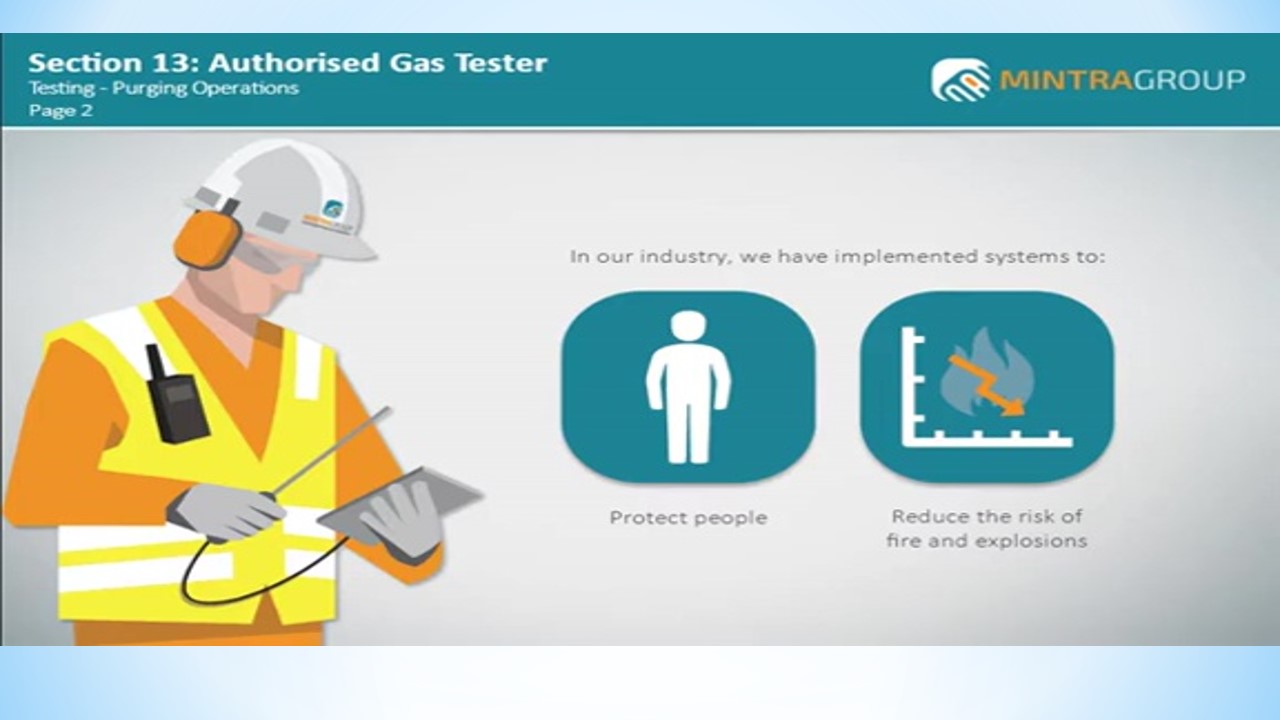 Section 13: Authorised Gas Tester
Testing - Purging Operations
Page 2
MINTRAGROUP
In our industry, we have implemented systems to:
Protect people
Reduce the risk of
fire and explosions